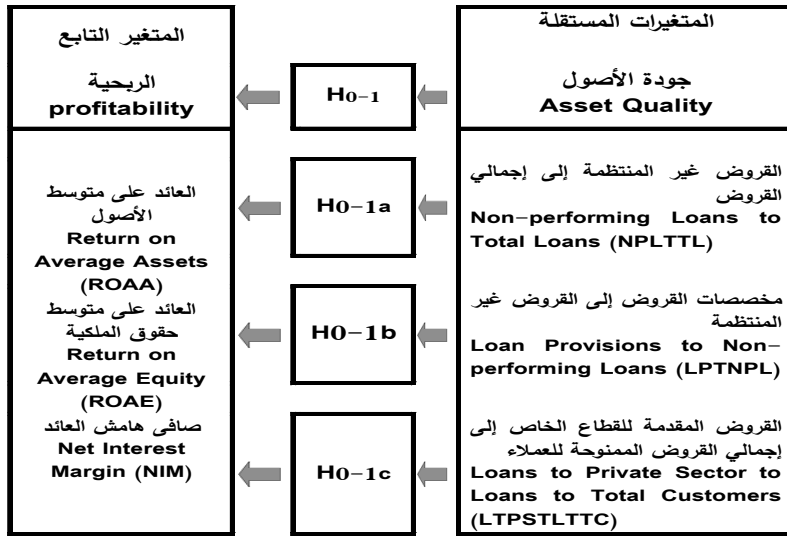 المتغيرات المستقلة
جودة الأصول
Asset Quality
H0-1
المتغير التابع
الربحية
profitability
القروض غير المنتظمة إلى إجمالي
القروض
Non-performing Loans to
Total Loans (NPLTTL)
مخصصات القروض إلى القروض غير
المنتظمة
Loan Provisions to Non-
performing Loans (LPTNPL)
القروض المقدمة للقطاع الخاص إلى
إجمالي القروض الممنوحة للعملاء
Loans to Private Sector to
Loans to Total Customers
(LTPSTLTTC)
H0-1a
H0-1b
H0-1c
العائد على متوسط
الأصول
Return on
Average Assets
(ROAA)
العائد على متوسط
حقوق الملكية
Return on
Average Equity
(ROAE)
صافى هامش العائد
Net Interest
Margin (NIM)